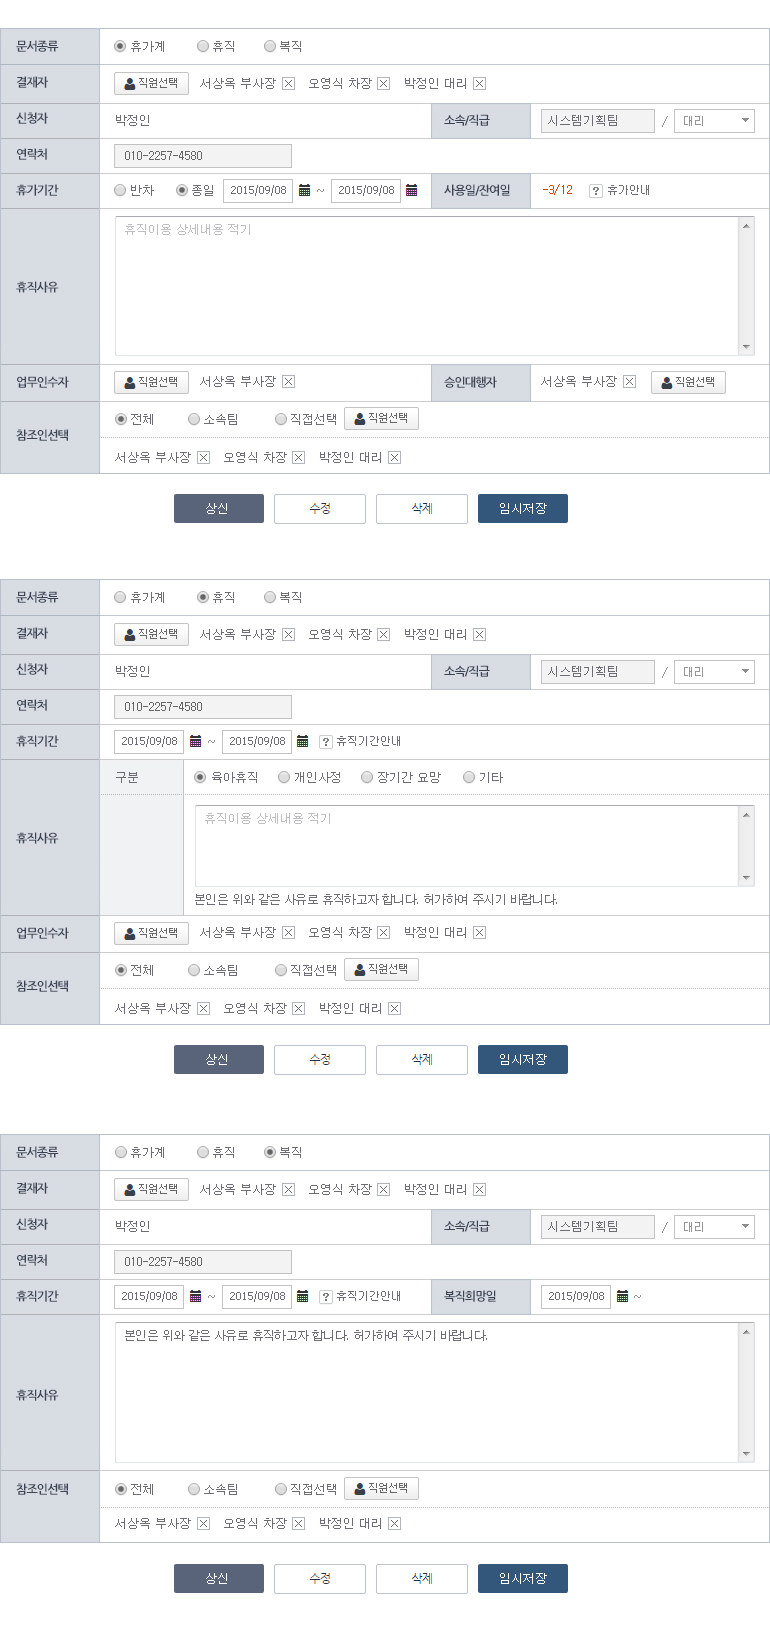 문서종류 휴가계 휴직 복직
결재자 직원선택 서상옥 부사장 오영식 차장 박정인 대리
신청자 박정인 소속/직급 시스템기획팀 / 대리
연락처 010-2257-4580
휴가기간 반차 종일 2015/09/08 ~ 2015/09/08 사용일/잔여일 -3/12 ? 휴가안내
휴직이용 상세내용 적기
휴직사유
업무인수자 직원선택 서상옥 부사장 승인대행자 서상옥 부사장 직원선택
전체 소속팀 직접선택 직원선택
참조인선택
서상옥 부사장 오영식 차장 박정인 대리
상신 수정 삭제 임시저장
문서종류 휴가계 휴직 복직
결재자 직원선택 서상옥 부사장 오영식 차장 박정인 대리
신청자 박정인 소속/직급 시스템기획팀 / 대리
연락처 010-2257-4580
휴직기간 2015/09/08 ~ 2015/09/08 ? 휴직기간안내
구분 육아휴직 개인사정 장기간 요망 기타
휴직이용 상세내용 적기
휴직사유
본인은 위와 같은 사유로 휴직하고자 합니다. 허가하여 주시기 바랍니다.
업무인수자 직원선택 서상옥 부사장 오영식 차장 박정인 대리
전체 소속팀 직접선택 직원선택
참조인선택
서상옥 부사장 오영식 차장 박정인 대리
상신 수정 삭제 임시저장
문서종류 휴가계 휴직 복직
결재자 직원선택 서상옥 부사장 오영식 차장 박정인 대리
신청자 박정인 소속/직급 시스템기획팀 / 대리
연락처 010-2257-4580
휴직기간 2015/09/08 ~ 2015/09/08 ? 휴직기간안내 복직희망일 2015/09/08 ~
본인은 위와 같은 사유로 휴직하고자 합니다. 허가하여 주시기 바랍니다.
휴직사유
참조인선택 전체 소속팀 직접선택 직원선택
서상옥 부사장 오영식 차장 박정인 대리
상신 수정 삭제 임시저장